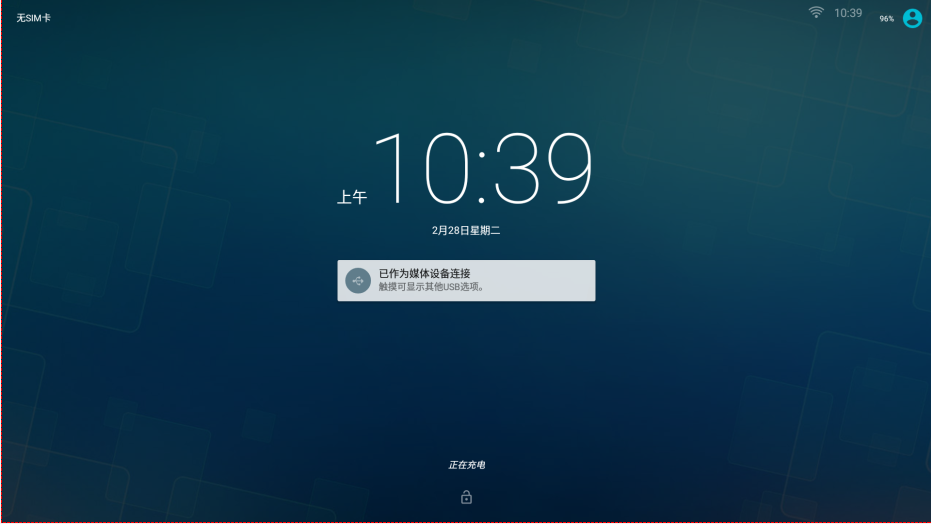 无SIM卡
10:39
96%
上午 10:39
2月28日星期二
已作为媒体设备连接
触摸可显示其他USB选项。
正在充电